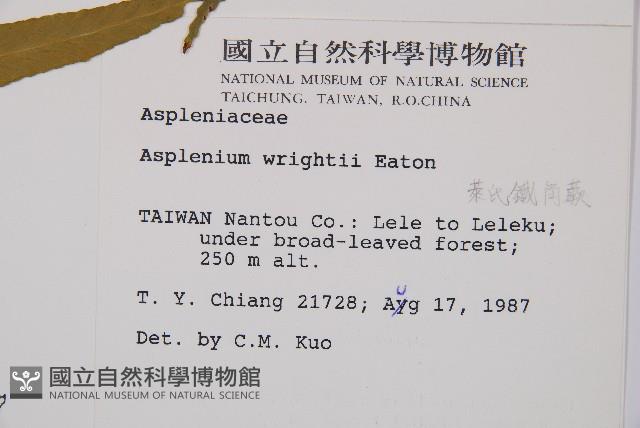 國立自然科學博物館
NATIONAL MUSEUM OF NATURAL SCIENCE
TAICHUNG, TAIWAN, R.O.CHINA
Aspleniaceae
Asplenium wrightii Eaton
萊氏鐵角蕨
TAIWAN Nantou Co.: Lele to Leleku;
under broad-leaved forest;
250 m alt.
T. Y. Chiang 21728; Aug 17, 1987
Det. by C.M. Kuo
國立自然科學博物館
NATIONAL MUSEUM OF NATURAL SCIENCE